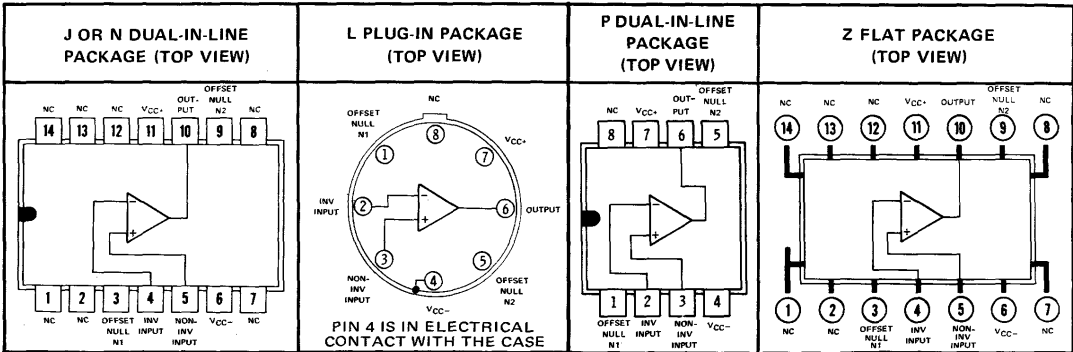 J OR N DUAL-IN-LINE
PACKAGE (TOP VIEW)
NC
NC
NC
VCC+
OUT-
PUT
OFFSET
NULL
N2
NC
14
13
12
11
10
9
8
1
2
3
4
5
6
7
NC
NC
OFFSET
NULL
N1
INV
INPUT
NON-
INV
INPUT
VCC−
NC
L PLUG-IN PACKAGE
(TOP VIEW)
NC
OFFSET
NULL
N1
8
VCC+
1
7
INV
INPUT
2
6
OUTPUT
3
5
4
NON-
INV
INPUT
OFFSET
NULL
N2
VCC−
PIN 4 IS IN ELECTRICAL
CONTACT WITH THE CASE
P DUAL-IN-LINE
PACKAGE
(TOP VIEW)
NC
VCC+
OUT-
PUT
OFFSET
NULL
N2
8
7
6
5
1
2
3
4
OFFSET
NULL
N1
INV
INPUT
NON-
INV
INPUT
VCC−
Z FLAT PACKAGE
(TOP VIEW)
NC
NC
NC
VCC+
OUTPUT
OFFSET
NULL
N2
NC
14
13
12
11
10
9
8
1
2
3
4
5
6
7
NC
NC
OFFSET
NULL
N1
INV
INPUT
NON-
INV
INPUT
VCC−
NC